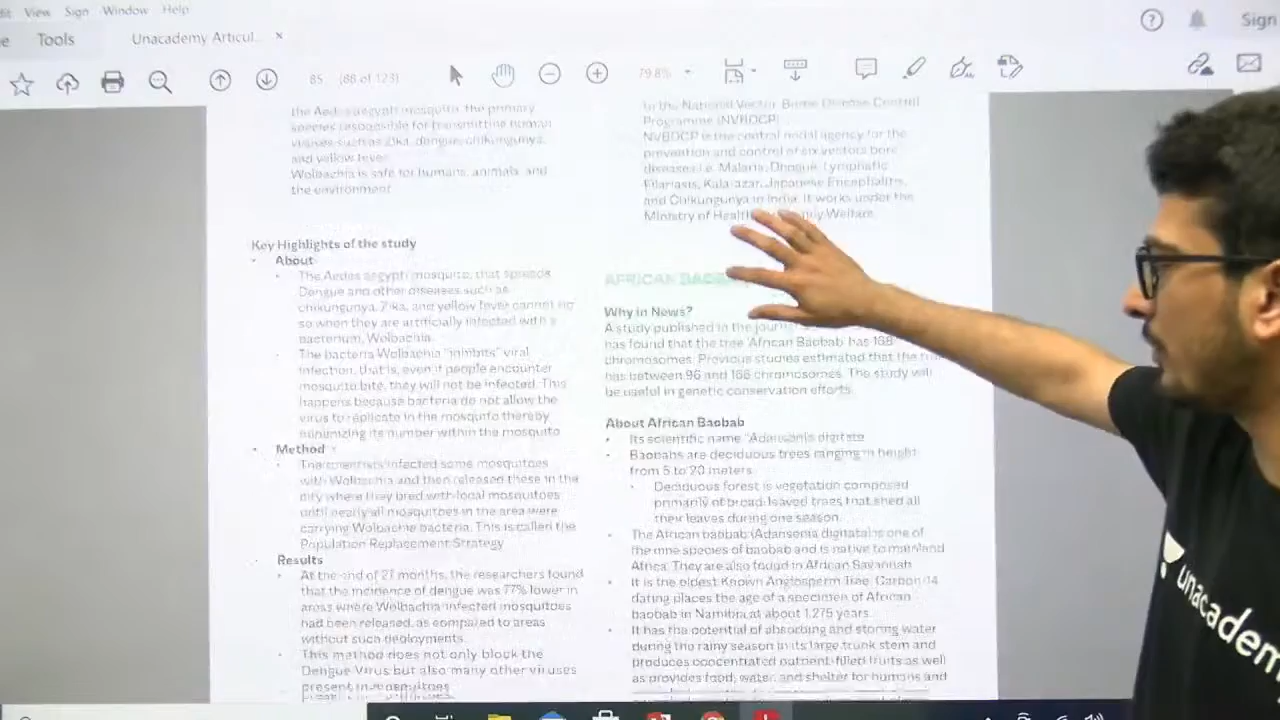 View Sign Window Help
Tools
Unacademy Articul... ×
Sign
85 (88 of 123)
79.8%
the Aedes aegypti mosquito, the primary
species responsible for transmitting human
viruses such as Zika, dengue, chikungunya,
and yellow fever
Wolbachia is safe for humans, animals, and
the environment
Key Highlights of the study
About
The Aedes aegypti mosquito, that spreads
Dengue and other diseases such as
chikungunya, Zika, and yellow fever cannot do
so when they are artificially infected with a
bacterium, Wolbachia.
The bacteria Wolbachia "inhibits" viral
infection, that is, even if people encounter
mosquito bite, they will not be infected. This
happens because bacteria do not allow the
virus to replicate in the mosquito thereby
minimizing its number within the mosquito
Method
The scientists infected some mosquitoes
with Wolbachia and then released these in the
city where they bred with local mosquitoes
until nearly all mosquitoes in the area were
carrying Wolbachia bacteria. This is called the
Population Replacement Strategy
Results
At the end of 27 months, the researchers found
that the incidence of dengue was 77% lower in
areas where Wolbachia-infected mosquitoes
had been released, as compared to areas
without such deployments.
This method does not only block the
Dengue Virus but also many other viruses
present in mosquitoes
to the National Vector Borne Disease Control
Programme (NVBDCP)
NVBDCP is the central nodal agency for the
prevention and control of six vectors bore
diseases i.e. Malaria, Dengue, Lymphatic
Filariasis, Kala-azar, Japanese Encephalitis,
and Chikungunya in India. It works under the
Ministry of Health Welfare
AFRICAN BAOBAB
Why in News?
A study published in the journ
has found that the tree 'African Baobab' has 168
chromosomes. Previous studies estimated that the tree
has between 96 and 166 chromosomes. The study will
be useful in genetic conservation efforts.
About African Baobab
Its scientific name "Adansonia digitate
Baobabs are deciduous trees ranging in height
from 5 to 20 meters
Deciduous forest is vegetation composed
primarily of broad-leaved trees that shed all
their leaves during one season.
The African baobab (Adansonia digitata) is one of
the nine species of baobab and is native to mainland
Africa. They are also found in African Savannah
It is the oldest Known Angiosperm Tree: Carbon-14
dating places the age of a specimen of African
baobab in Namibia at about 1,275 years.
It has the potential of absorbing and storing water
during the rainy season in its large trunk stem and
produces concentrated nutrient-filled fruits as well
as provides food, water, and shelter for humans and
unacademy